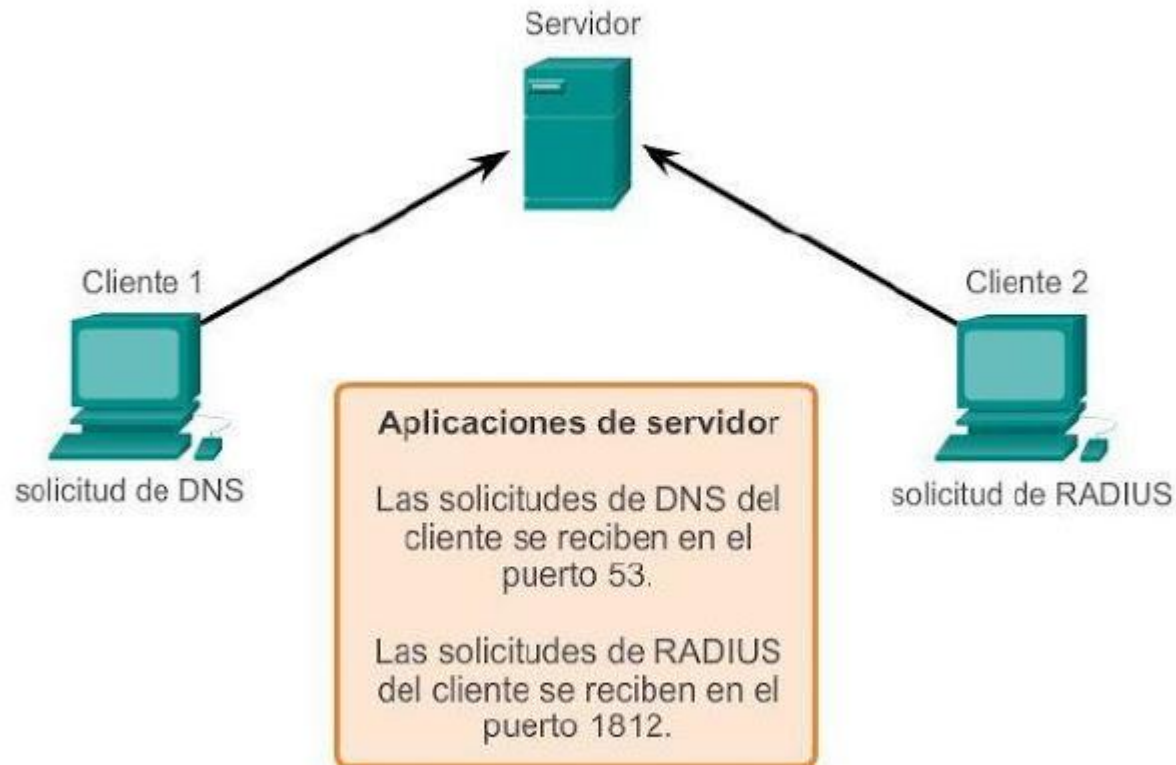 Servidor
Cliente 1
Cliente 2
solicitud de DNS
solicitud de RADIUS
Aplicaciones de servidor
Las solicitudes de DNS del
cliente se reciben en el
puerto 53.
Las solicitudes de RADIUS
del cliente se reciben en el
puerto 1812.